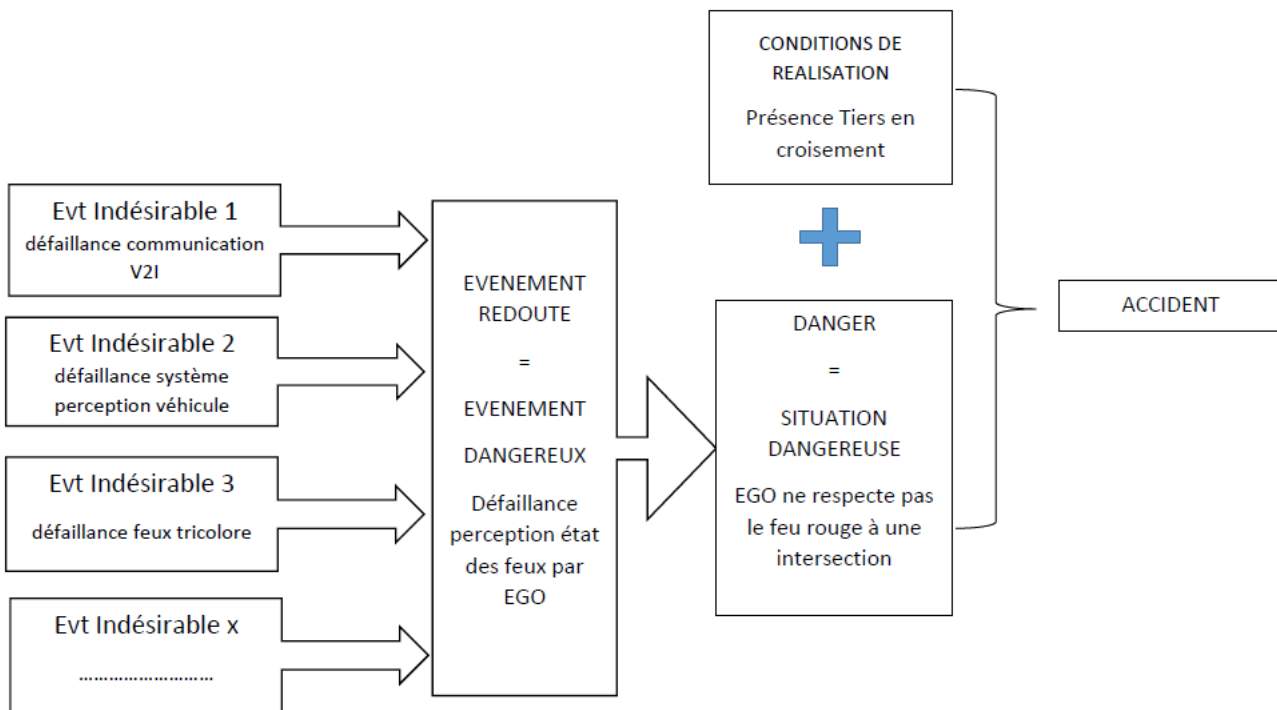 CONDITIONS DE
REALISATION
Présence Tiers en
croisement
Evt Indésirable 1
défaillance communication
V2I
Evt Indésirable 2
défaillance système
perception véhicule
Evt Indésirable 3
défaillance feux tricolore
Evt Indésirable x
............................
EVENEMENT
REDOUTE
=
EVENEMENT
DANGEREUX
Défaillance
perception état
des feux par
EGO
DANGER
=
SITUATION
DANGEREUSE
EGO ne respecte pas
le feu rouge à une
intersection
ACCIDENT